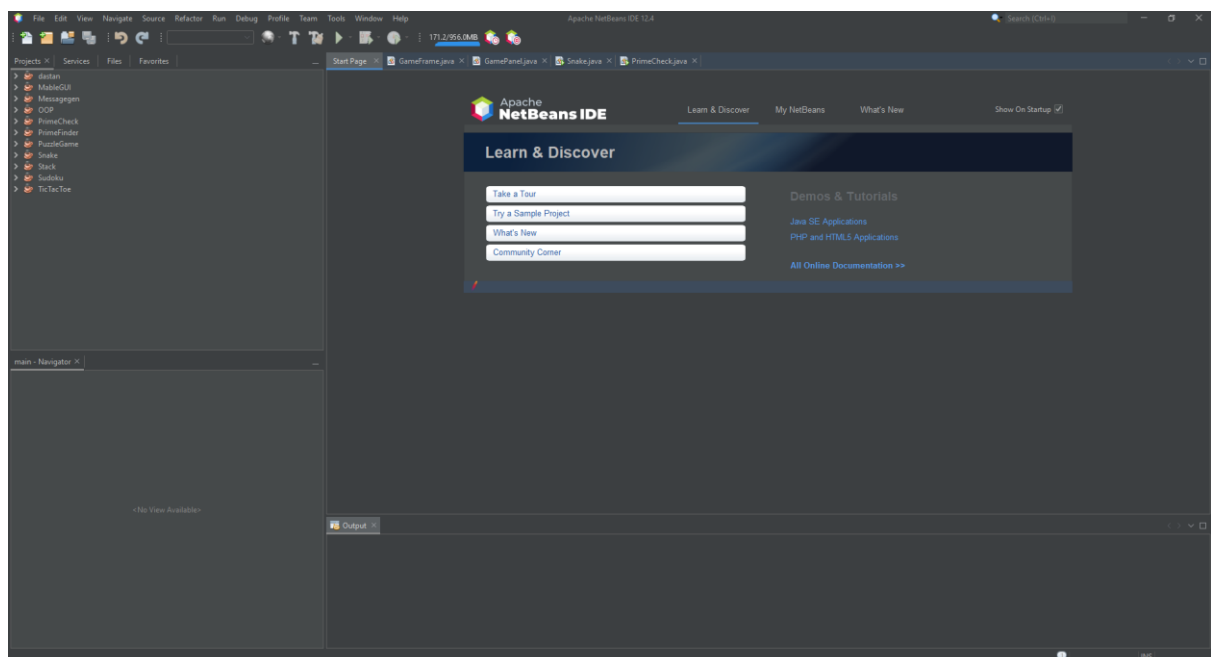 File Edit View Navigate Source Refactor Run Debug Profile Team Tools Window Help
Apache NetBeans IDE 12.4
Search (Ctrl+I)
171.2/956.0MB
Projects Services Files Favorites
Start Page GameFrame.java GamePanel.java Snake.java PrimeCheck.java
dastan
MableGUI
Messagegen
OOP
PrimeCheck
PrimeFinder
PuzzleGame
Snake
Stack
Sudoku
TicTacToe
Apache
NetBeans IDE
Learn & Discover My NetBeans What's New Show On Startup
Learn & Discover
Take a Tour
Try a Sample Project
What's New
Community Corner
Demos & Tutorials
Java SE Applications
PHP and HTML5 Applications
All Online Documentation >>
main - Navigator
<No View Available>
Output
INS